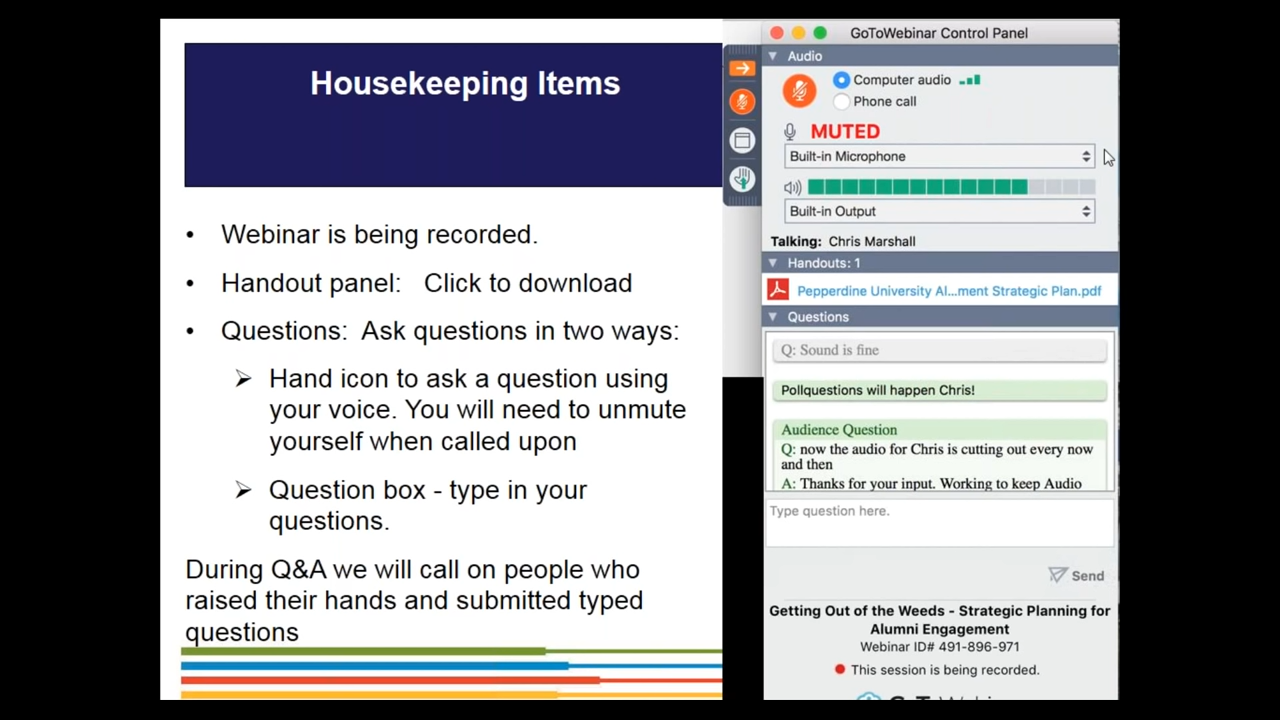 Housekeeping Items
• Webinar is being recorded.
• Handout panel: Click to download
• Questions: Ask questions in two ways:
➢ Hand icon to ask a question using
your voice. You will need to unmute
yourself when called upon
➢ Question box - type in your
questions.
During Q&A we will call on people who
raised their hands and submitted typed
questions
GoToWebinar Control Panel
Audio
Computer audio
Phone call
MUTED
Built-in Microphone
Built-in Output
Talking: Chris Marshall
Handouts: 1
Pepperdine University Al...ment Strategic Plan.pdf
Questions
Q: Sound is fine
Pollquestions will happen Chris!
Audience Question
Q: now the audio for Chris is cutting out every now
and then
A: Thanks for your input. Working to keep Audio
Type question here.
Send
Getting Out of the Weeds - Strategic Planning for
Alumni Engagement
Webinar ID# 491-896-971
This session is being recorded.